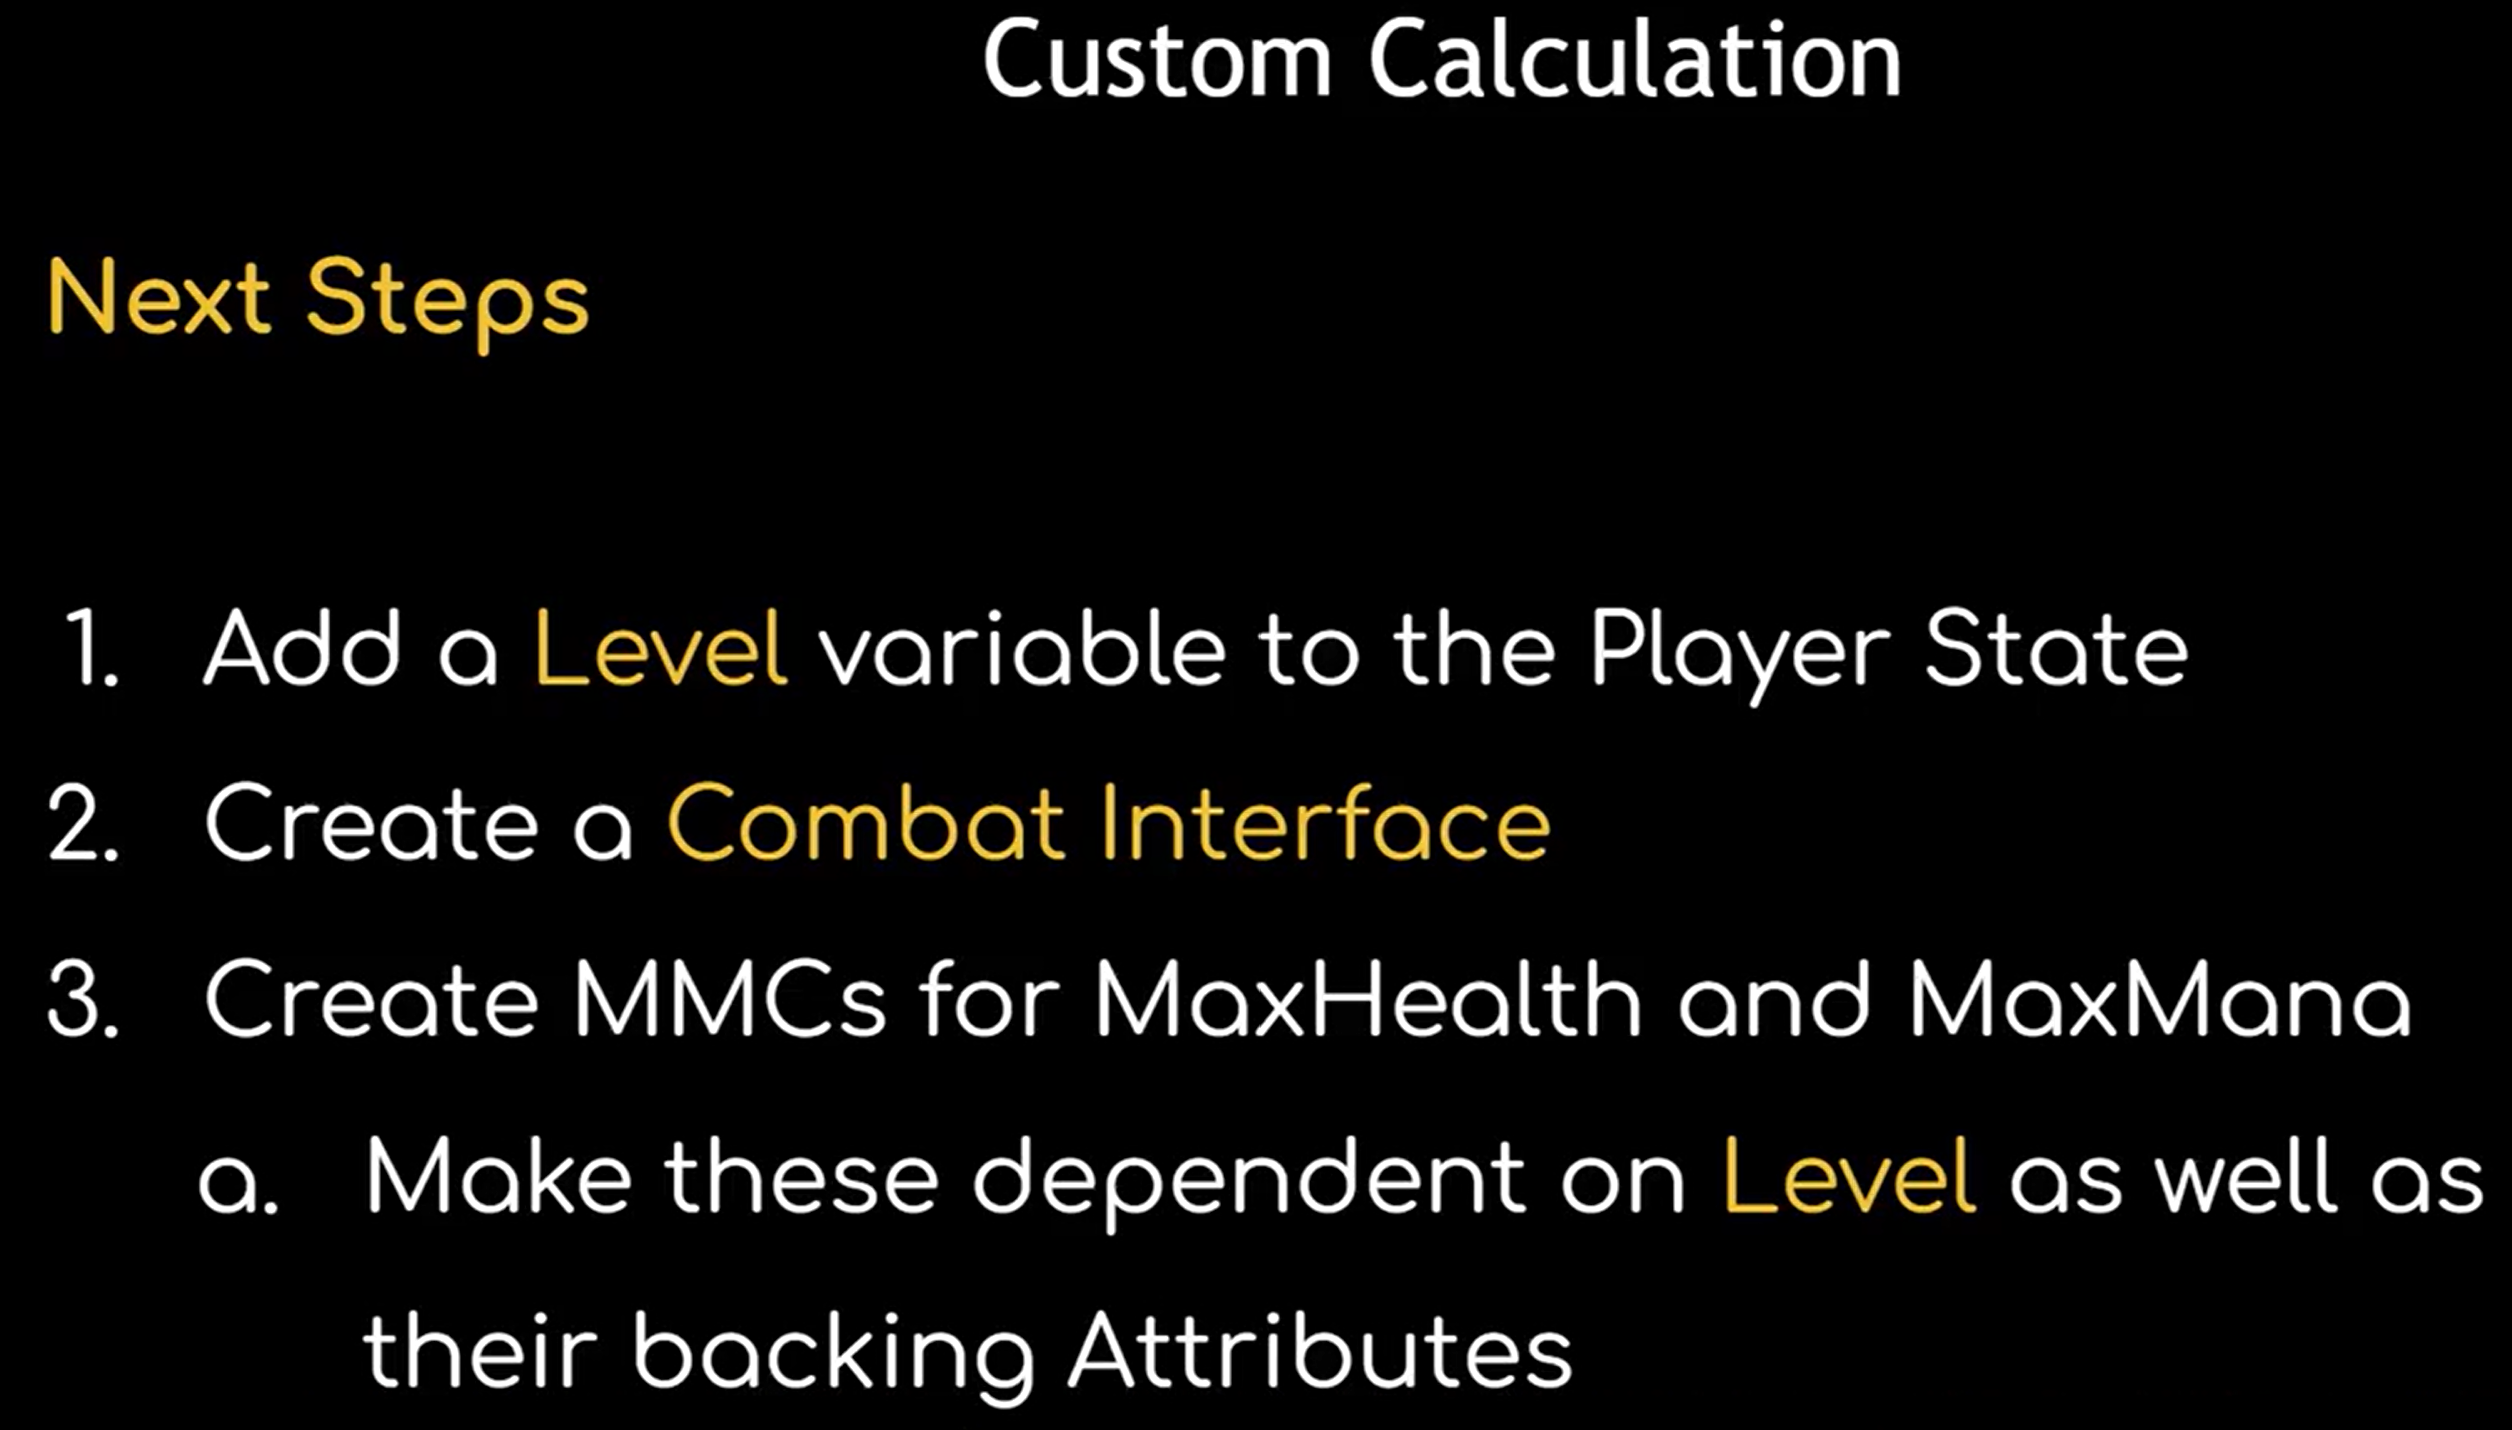 Custom Calculation
Next Steps
1. Add a Level variable to the Player State
2. Create a Combat Interface
3. Create MMCs for MaxHealth and MaxMana
a. Make these dependent on Level as well as
their backing Attributes